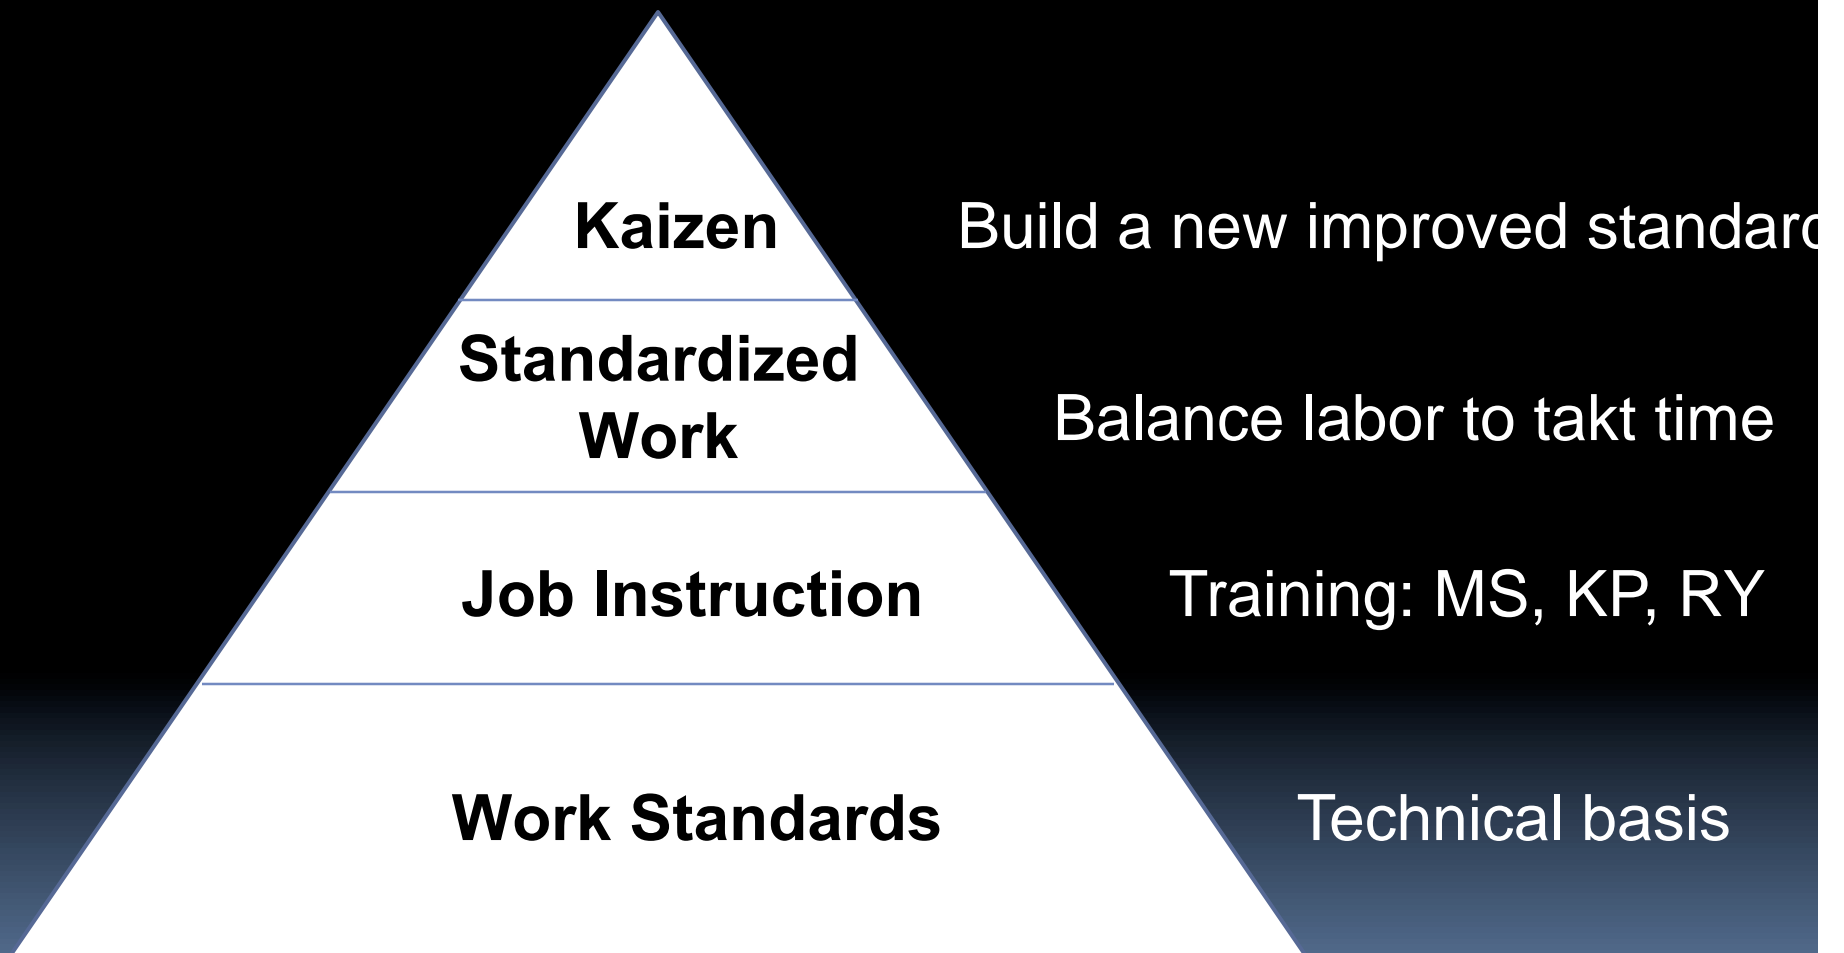 Kaizen
Build a new improved standard
Standardized
Work
Balance labor to takt time
Job Instruction
Training: MS, KP, RY
Work Standards
Technical basis